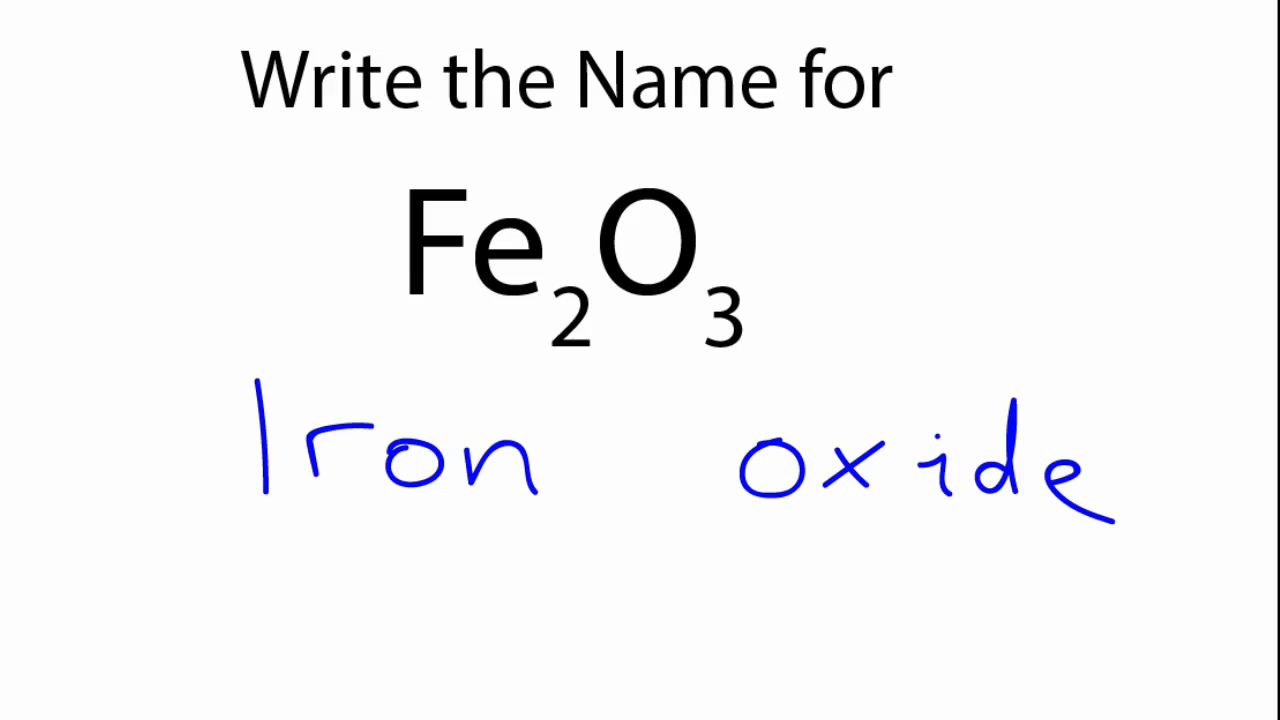 Write the Name for
Fe₂O₃
Iron oxide